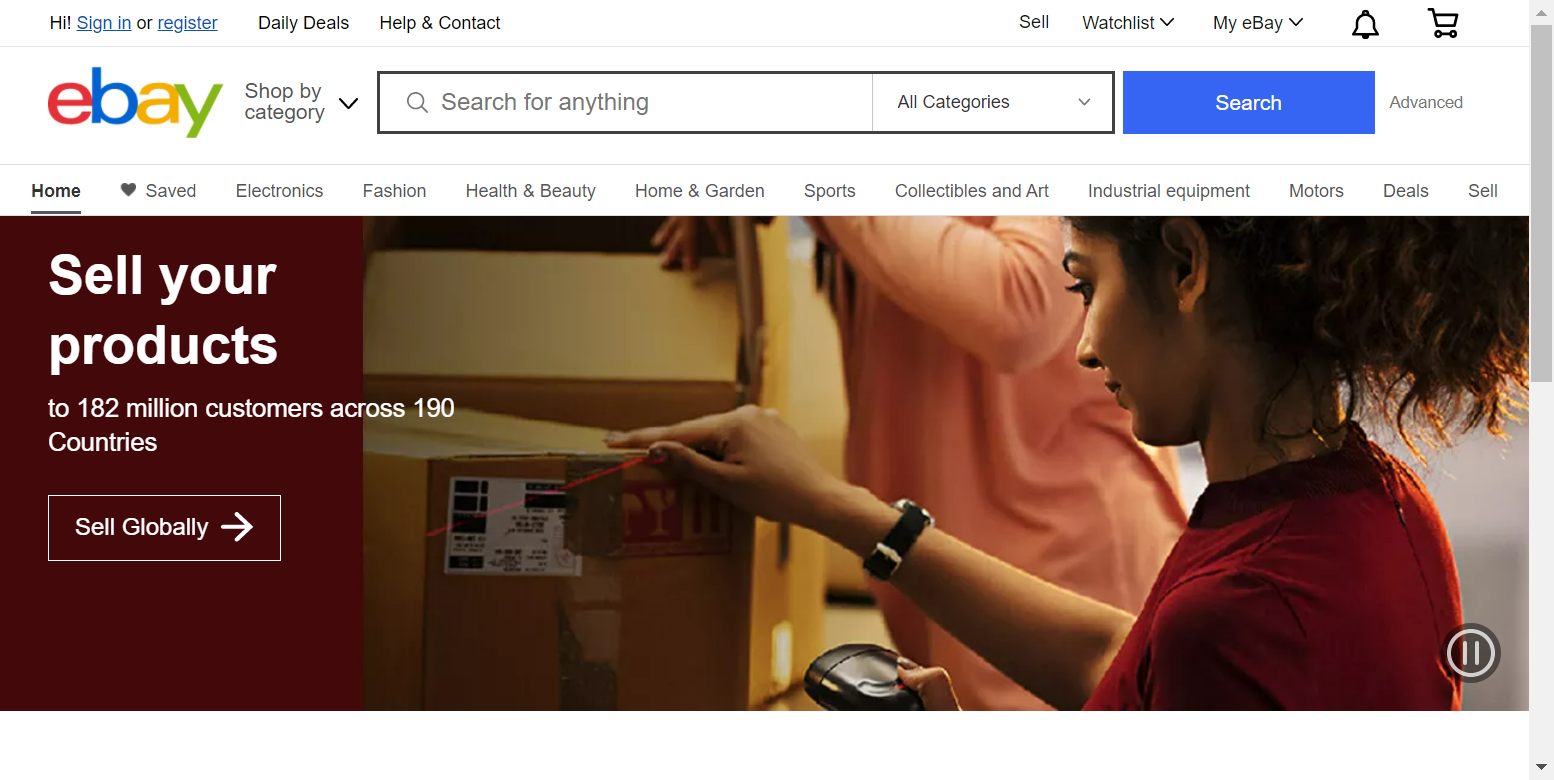 Hi! Sign in or register Daily Deals Help & Contact Sell Watchlist My eBay
ebay
Shop by
category
Search for anything
All Categories
Search
Advanced
Home Saved Electronics Fashion Health & Beauty Home & Garden Sports Collectibles and Art Industrial equipment Motors Deals Sell
Sell your
products
to 182 million customers across 190
Countries
Sell Globally